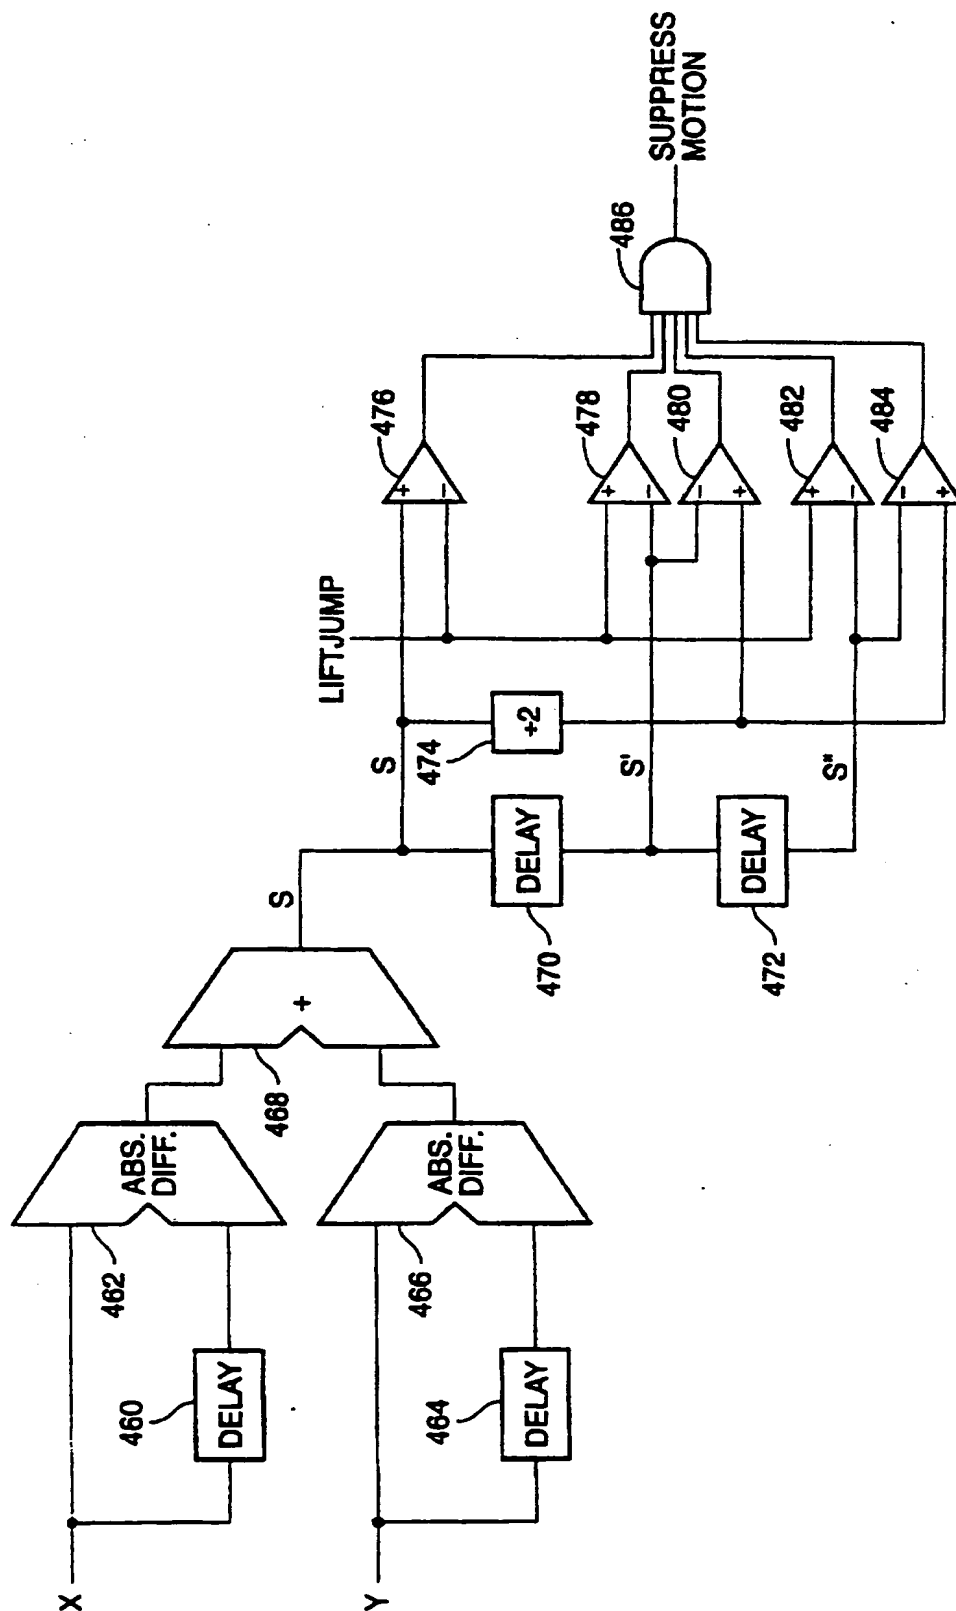 X
Y
460
DELAY
464
DELAY
462
ABS.
DIFF.
466
ABS.
DIFF.
468
+
S
S
470
DELAY
S'
472
DELAY
S"
474
÷2
LIFTJUMP
476
+
−
478
+
−
480
−
+
482
+
−
484
−
+
486
SUPPRESS
MOTION